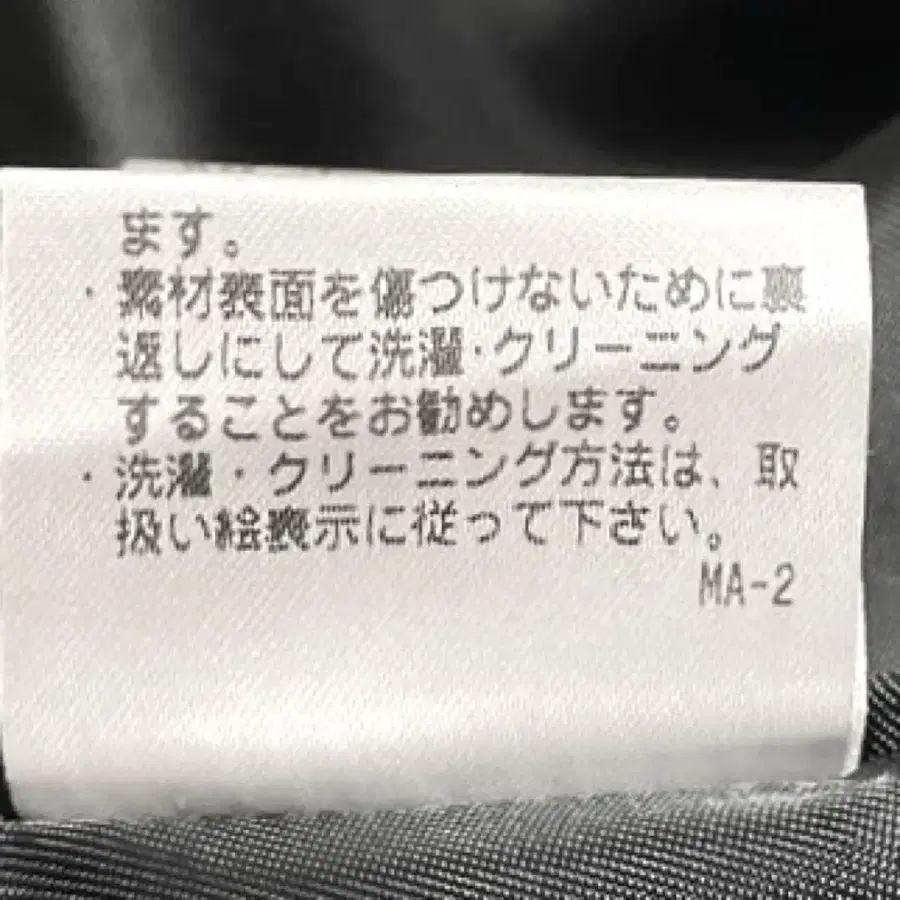 ます。
・素材表面を傷つけないために裏
返しにして洗濯・クリーニング
することをお勧めします。
・洗濯・クリーニング方法は、取
扱い絵表示に従って下さい。
MA-2